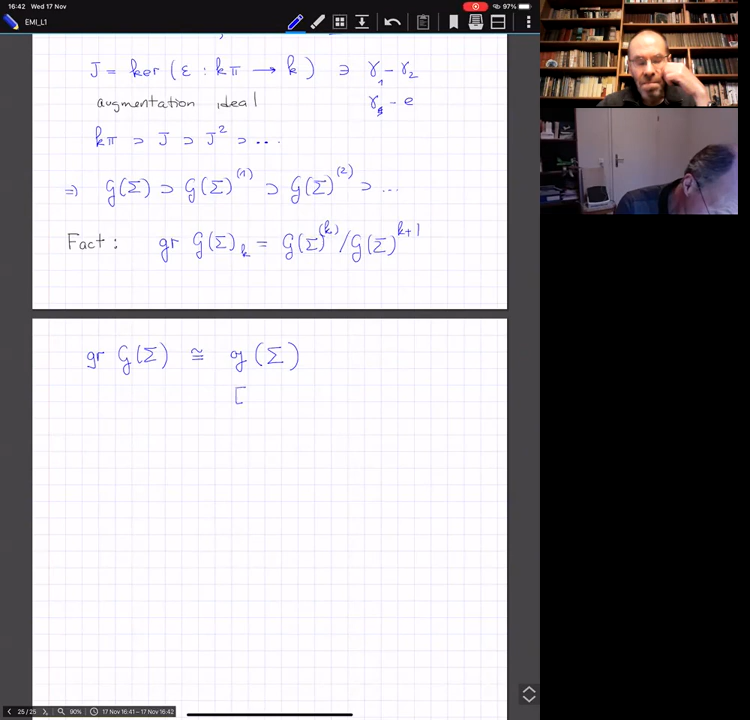 16:42 Wed 17 Nov
97%
EMI_L1
J = ker (ε : kπ → k) ∋ γ₁ - γ₂
augmentation ideal
γ - e
kπ ⊃ J ⊃ J² ⊃ ...
⇒ G(Σ) ⊃ G(Σ)⁽¹⁾ ⊃ G(Σ)⁽²⁾ ⊃ ...
Fact: gr G(Σ)ₖ = G(Σ)⁽ᵏ⁾/G(Σ)ᵏ⁺¹
gr G(Σ) ≅ 𝔤(Σ)
[
25/25
90%
17 Nov 16:41 – 17 Nov 16:42